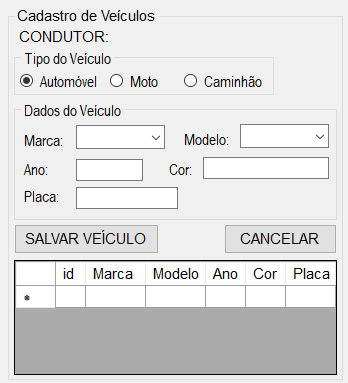 Cadastro de Veículos
CONDUTOR:
Tipo do Veículo
Automóvel Moto Caminhão
Dados do Veículo
Marca: Modelo:
Ano: Cor:
Placa:
SALVAR VEÍCULO CANCELAR
id Marca Modelo Ano Cor Placa
*